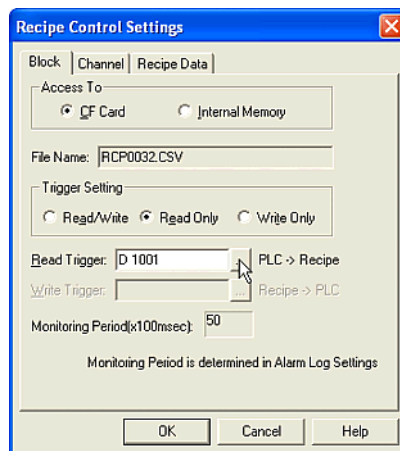 Recipe Control Settings
Block Channel Recipe Data
Access To
CF Card Internal Memory
File Name: RCP0032.CSV
Trigger Setting
Read/Write Read Only Write Only
Read Trigger: D 1001 PLC -> Recipe
Write Trigger: ... Recipe -> PLC
Monitoring Period(x100msec): 50
Monitoring Period is determined in Alarm Log Settings
OK Cancel Help